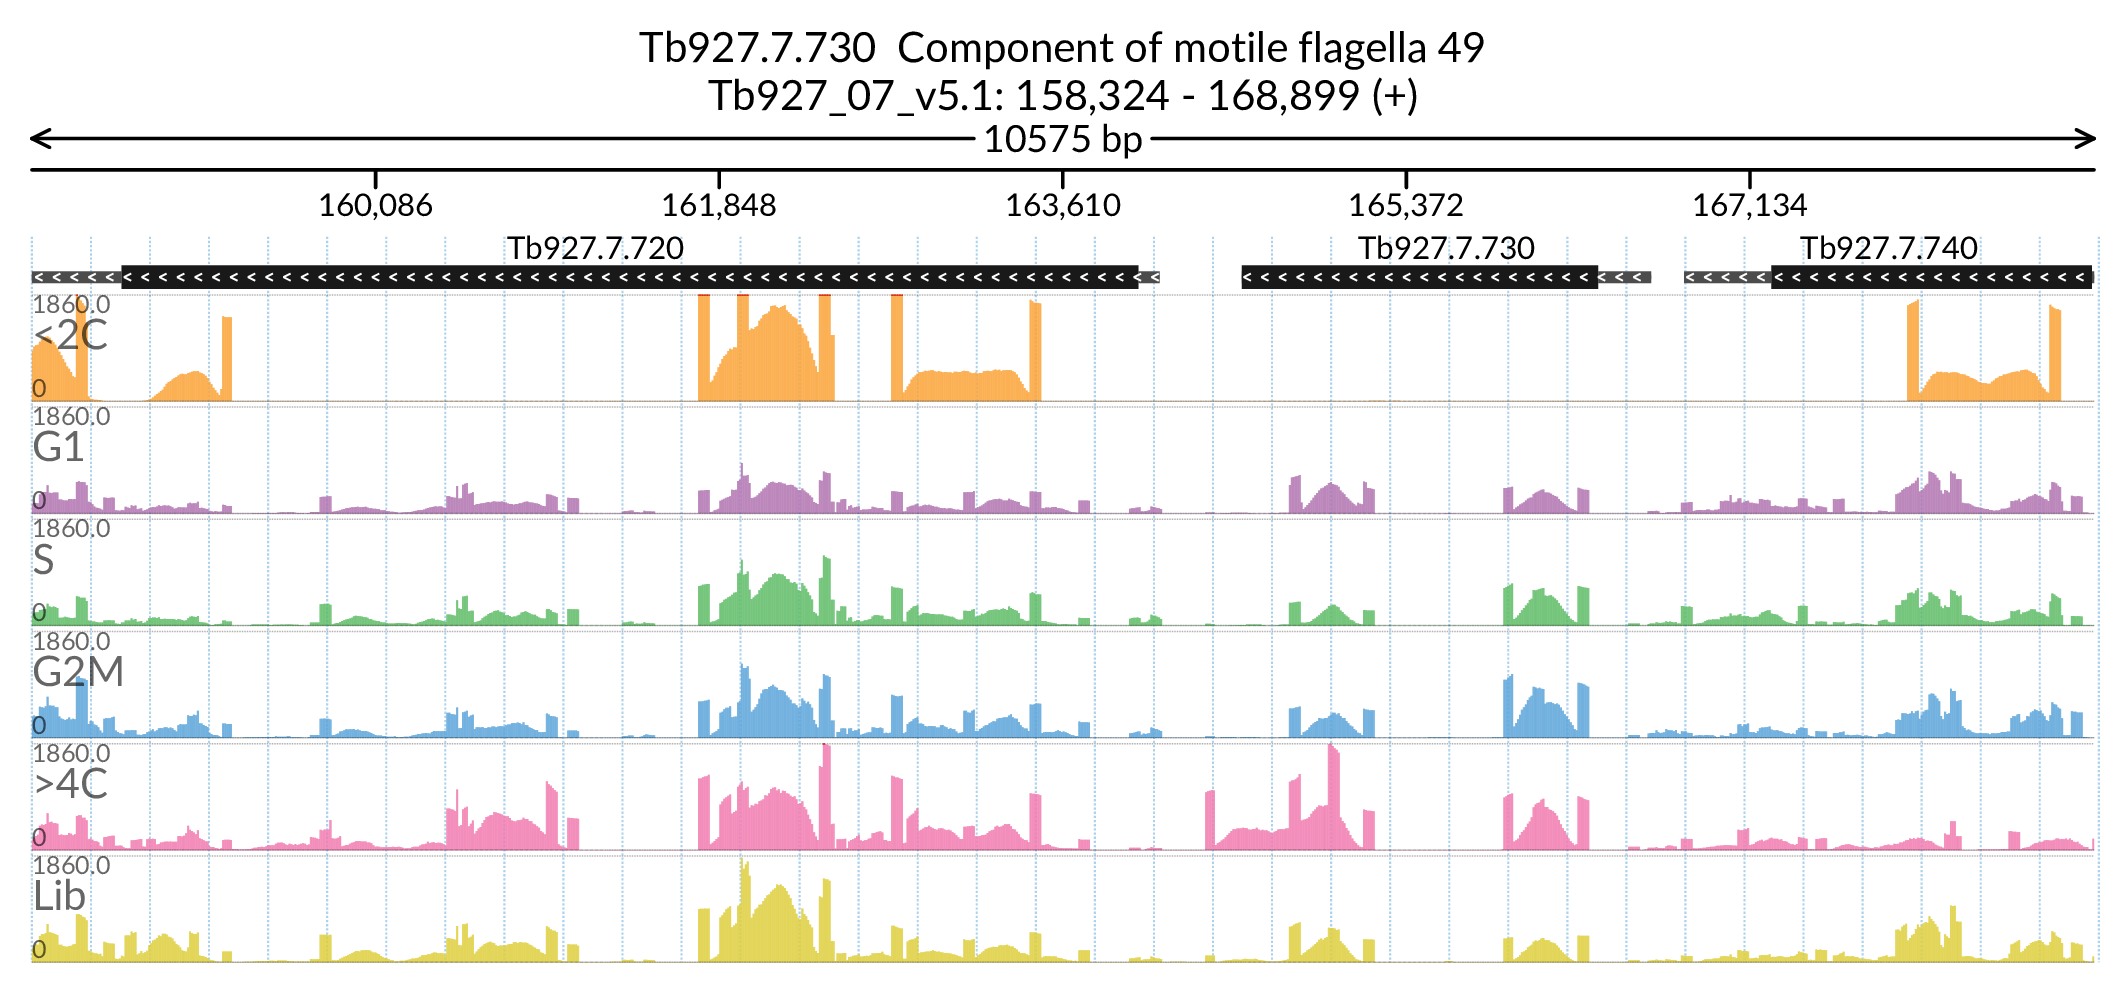 Tb927.7.730 Component of motile flagella 49
Tb927_07_v5.1: 158,324 - 168,899 (+)
10575 bp
160,086 161,848 163,610 165,372 167,134
Tb927.7.720 Tb927.7.730 Tb927.7.740
1860.0
<2C
0
1860.0
G1
0
1860.0
S
0
1860.0
G2M
0
1860.0
>4C
0
1860.0
Lib
0